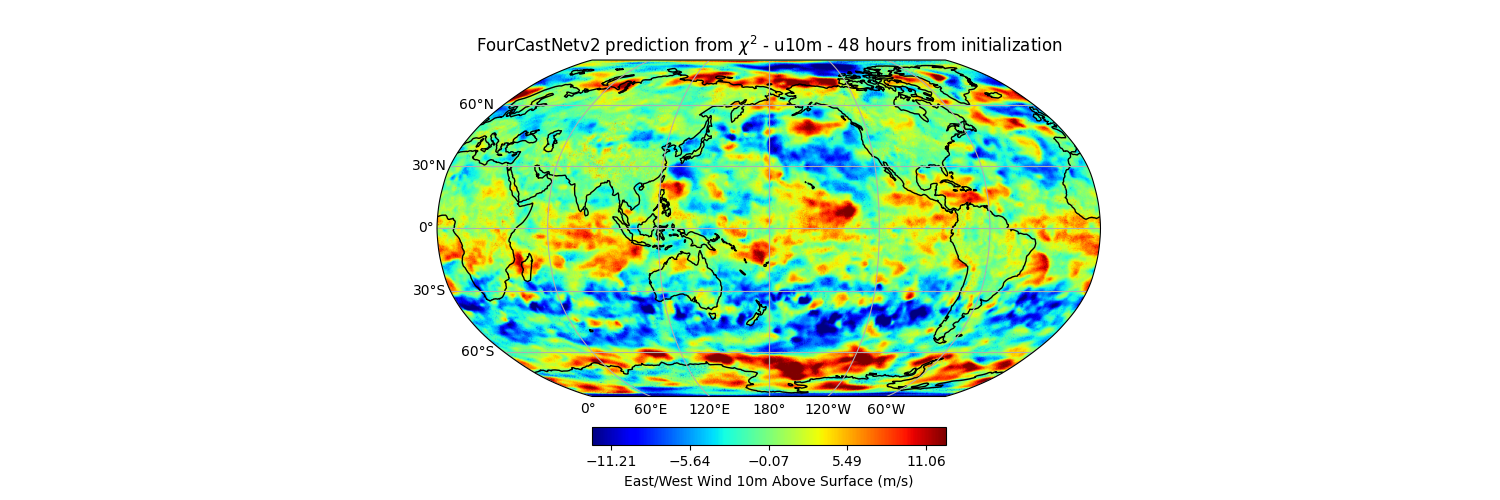 FourCastNetv2 prediction from χ² - u10m - 48 hours from initialization
60°N
30°N
0°
30°S
60°S
0° 60°E 120°E 180° 120°W 60°W
−11.21 −5.64 −0.07 5.49 11.06
East/West Wind 10m Above Surface (m/s)